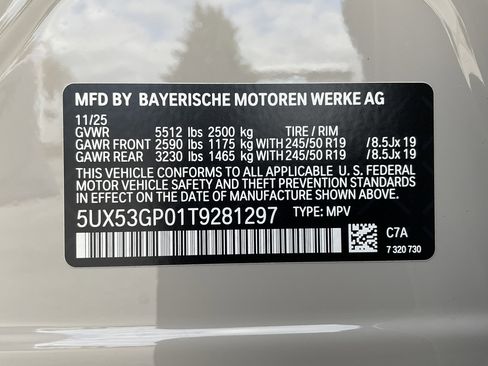 MFD BY BAYERISCHE MOTOREN WERKE AG
11/25
GVWR 5512 lbs 2500 kg TIRE / RIM
GAWR FRONT 2590 lbs 1175 kg WITH 245/50 R19 / 8.5Jx 19
GAWR REAR 3230 lbs 1465 kg WITH 245/50 R19 / 8.5Jx 19
THIS VEHICLE CONFORMS TO ALL APPLICABLE U. S. FEDERAL
MOTOR VEHICLE SAFETY, BUMPER, AND THEFT PREVENTION STANDARDS
IN EFFECT ON THE DATE OF MANUFACTURE SHOWN ABOVE.
5UX53GP01T9281297 TYPE: MPV
C7A
7 320 730